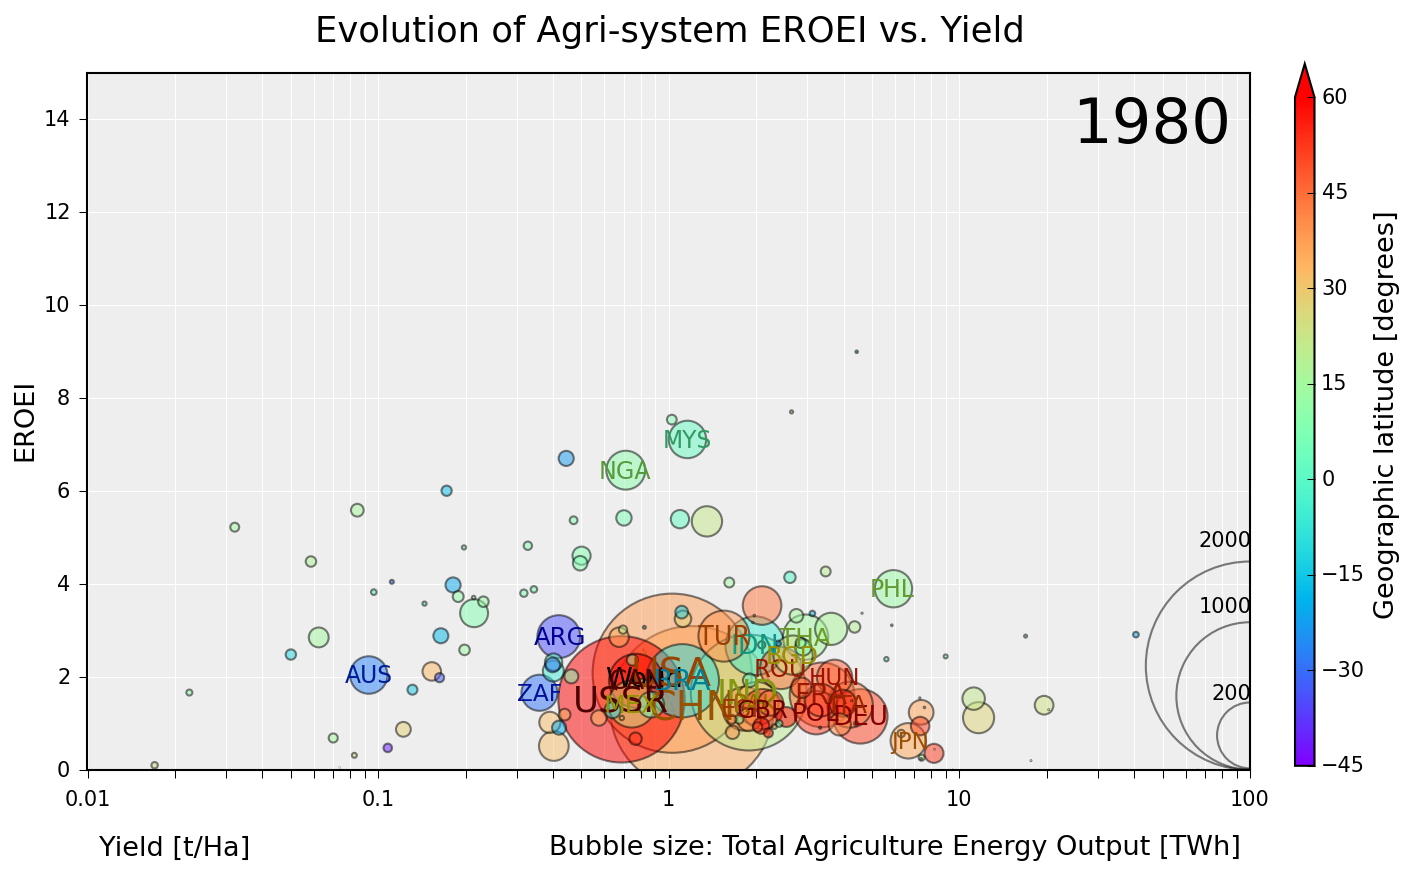 Evolution of Agri-system EROEI vs. Yield
1980
EROEI
14
12
10
8
6
4
2
0
0.01
0.1
1
10
100
Yield [t/Ha]
Bubble size: Total Agriculture Energy Output [TWh]
60
45
30
15
0
−15
−30
−45
Geographic latitude [degrees]
2000
1000
200
MYS
NGA
PHL
ARG
TUR
IDN
THA
AUS
ROU
HUN
ZAF
USSR
CHN
IND
MEX
FRA
GBR
POL
DEU
JPN